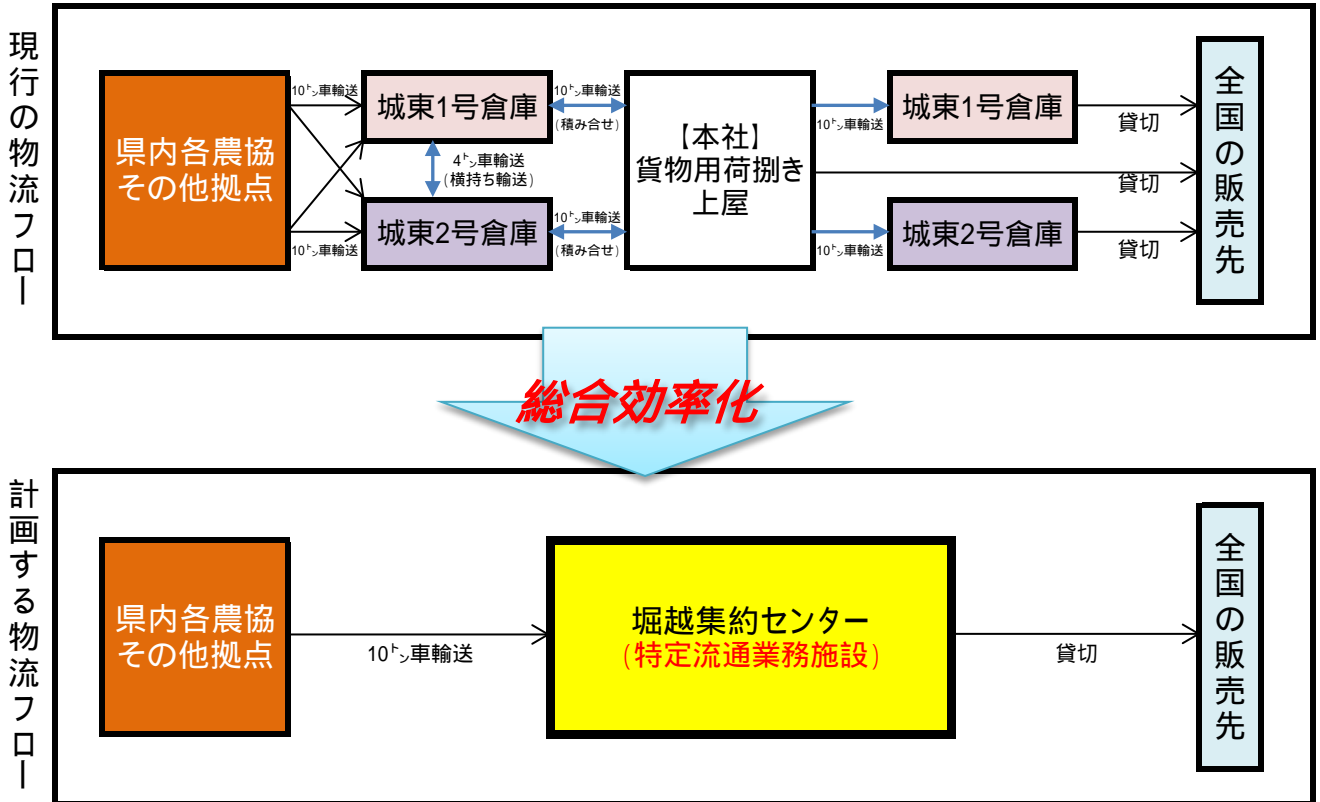 現行の物流フロー
県内各農協
その他拠点
10㌧車輸送
10㌧車輸送
城東1号倉庫
4㌧車輸送
(横持ち輸送)
城東2号倉庫
10㌧車輸送
(積み合せ)
10㌧車輸送
(積み合せ)
【本社】
貨物用荷捌き
上屋
10㌧車輸送
10㌧車輸送
城東1号倉庫
城東2号倉庫
貸切
貸切
貸切
全国の販売先
総合効率化
計画する物流フロー
県内各農協
その他拠点
10㌧車輸送
堀越集約センター
(特定流通業務施設)
貸切
全国の販売先